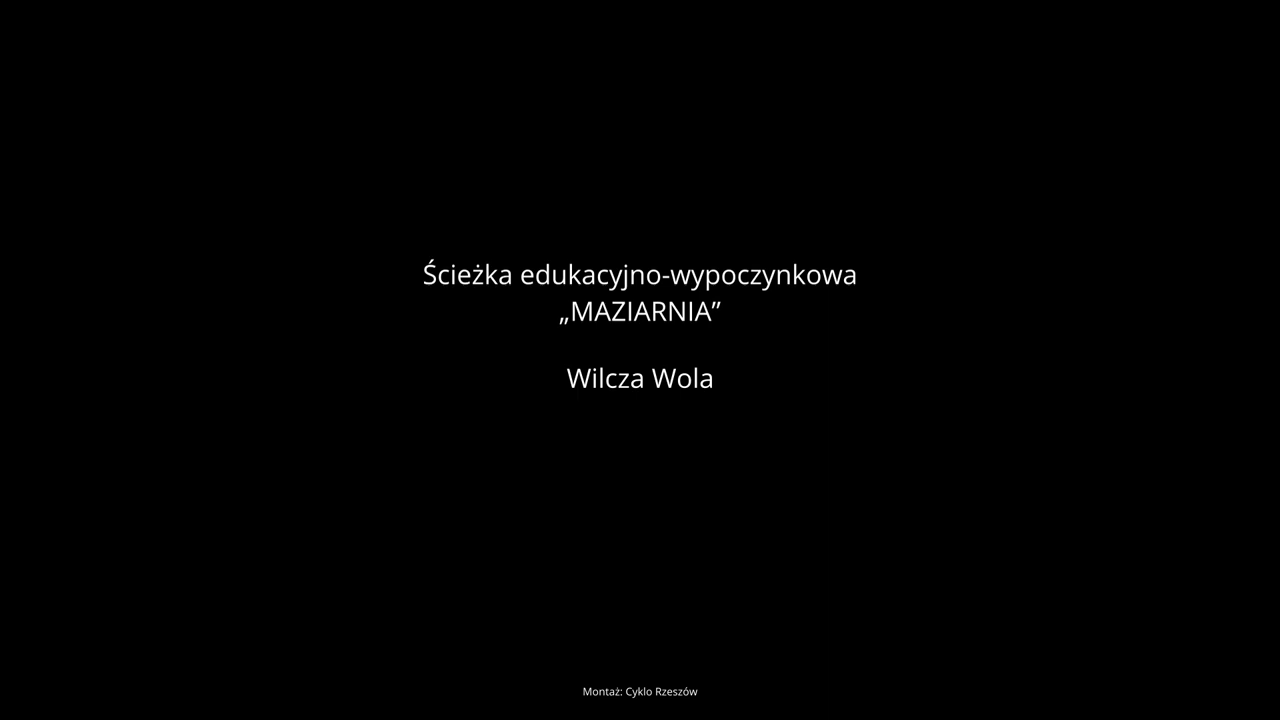 Ścieżka edukacyjno-wypoczynkowa
„MAZIARNIA”
Wilcza Wola
Montaż: Cyklo Rzeszów